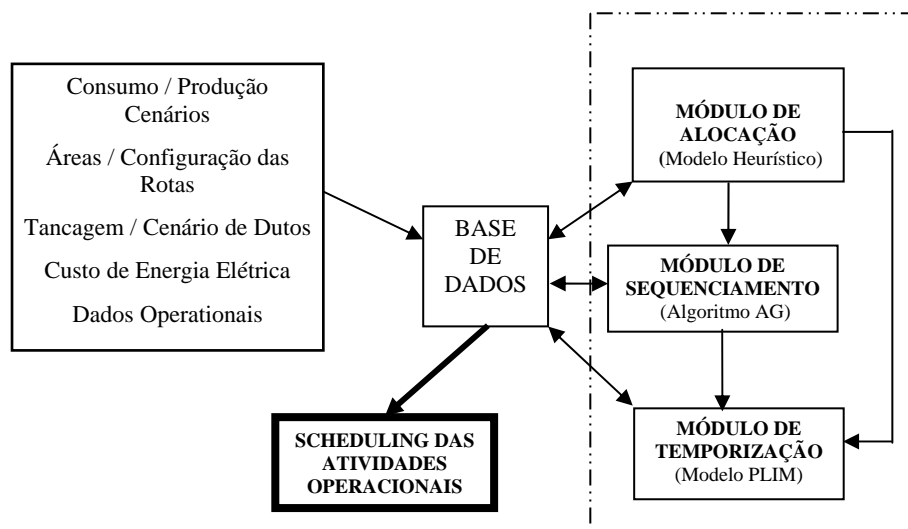 Consumo / Produção
Cenários
Áreas / Configuração das
Rotas
Tancagem / Cenário de Dutos
Custo de Energia Elétrica
Dados Operationais
BASE
DE
DADOS
SCHEDULING DAS
ATIVIDADES
OPERACIONAIS
MÓDULO DE
ALOCAÇÃO
(Modelo Heurístico)
MÓDULO DE
SEQUENCIAMENTO
(Algoritmo AG)
MÓDULO DE
TEMPORIZAÇÃO
(Modelo PLIM)